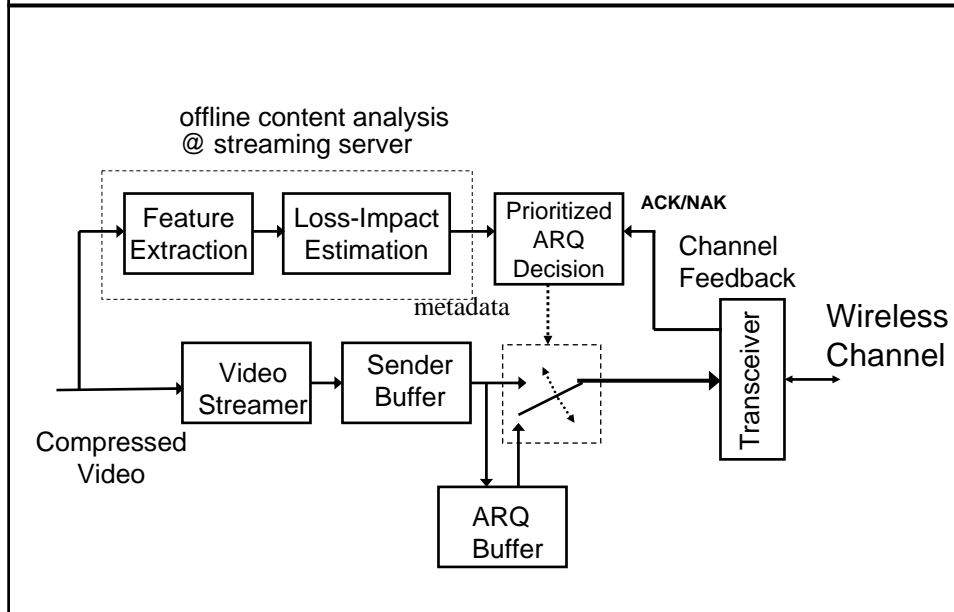 offline content analysis
@ streaming server
Feature
Extraction
Loss-Impact
Estimation
Prioritized
ARQ
Decision
ACK/NAK
Channel
Feedback
metadata
Wireless
Channel
Transceiver
Video
Streamer
Sender
Buffer
Compressed
Video
ARQ
Buffer